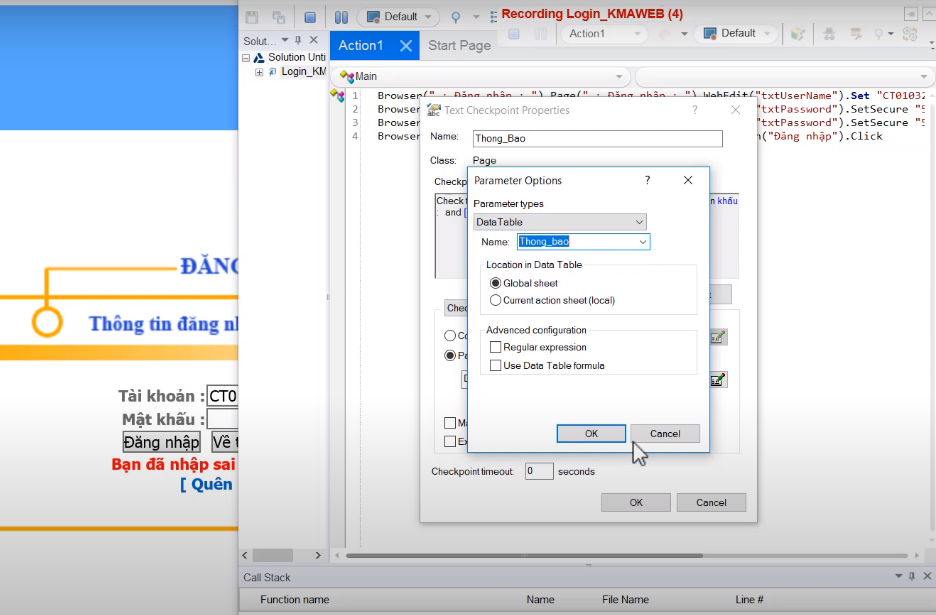 Default
Recording Login_KMAWEB (4)
Action1
Default
Solut...
Action1
Start Page
Solution Unti
Login_KM
Main
1 Browser(" : Đăng nhập : ").Page(" : Đăng nhập : ").WebEdit("txtUserName").Set "CT01032
2 Browser "txtPassword").SetSecure "5
3 Browser "txtPassword").SetSecure "5
4 Browser ("Đăng nhập").Click
Text Checkpoint Properties
?
Name: Thong_Bao
Class: Page
Checkp
Check t
khẩu
: and [
Parameter Options
?
Parameter types
DataTable
Name: Thong_bao
Location in Data Table
Global sheet
Current action sheet (local)
Advanced configuration
Regular expression
Use Data Table formula
OK
Cancel
Chec
Co
Pa
Ma
Ex
Checkpoint timeout: 0 seconds
OK
Cancel
ĐĂNG
Thông tin đăng nh
Tài khoản : CT0
Mật khẩu :
Đăng nhập
Về t
Bạn đã nhập sai
[ Quên
Call Stack
Function name
Name
File Name
Line #